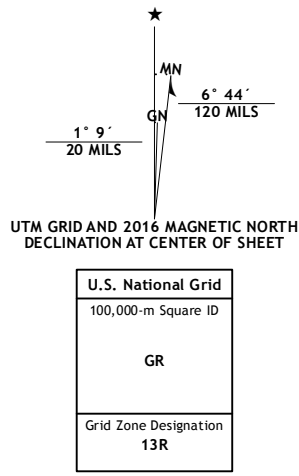 MN
6° 44´
120 MILS
GN
1° 9´
20 MILS
UTM GRID AND 2016 MAGNETIC NORTH
DECLINATION AT CENTER OF SHEET
U.S. National Grid
100,000-m Square ID
GR
Grid Zone Designation
13R